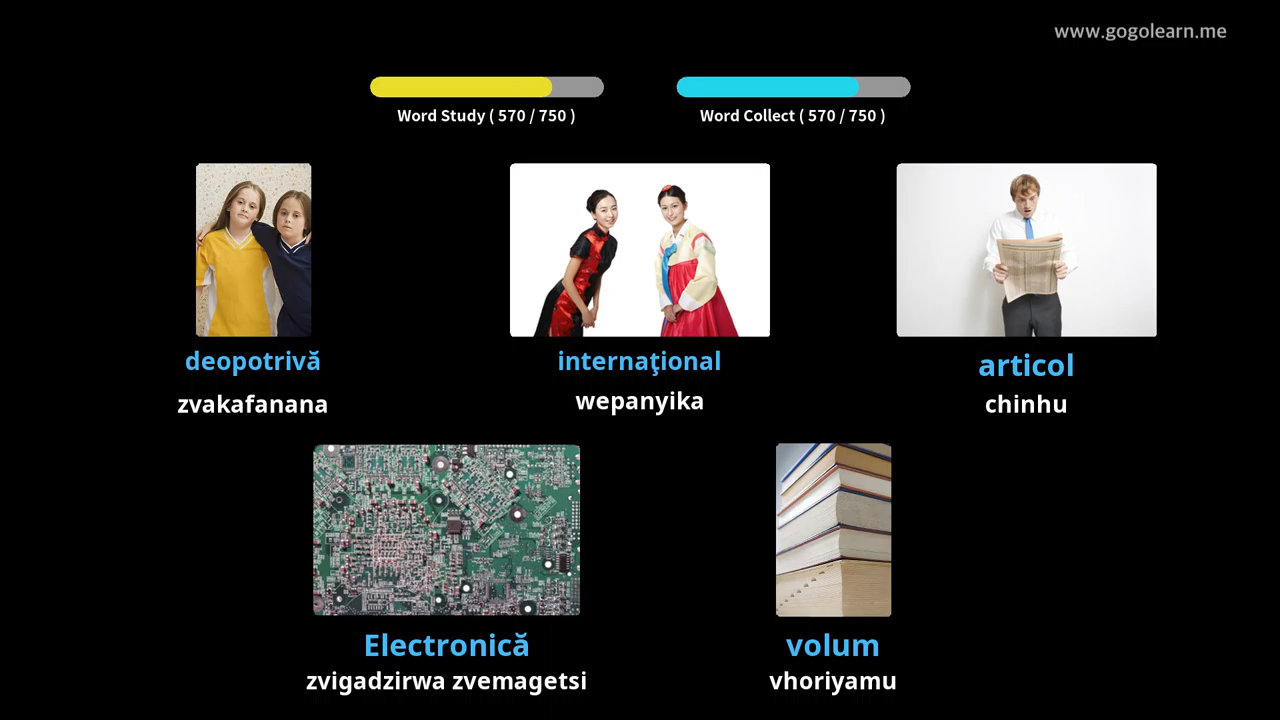 www.gogolearn.me
Word Study ( 570 / 750 )
Word Collect ( 570 / 750 )
deopotrivă
internaţional
articol
zvakafanana
wepanyika
chinhu
Electronică
volum
zvigadzirwa zvemagetsi
vhoriyamu